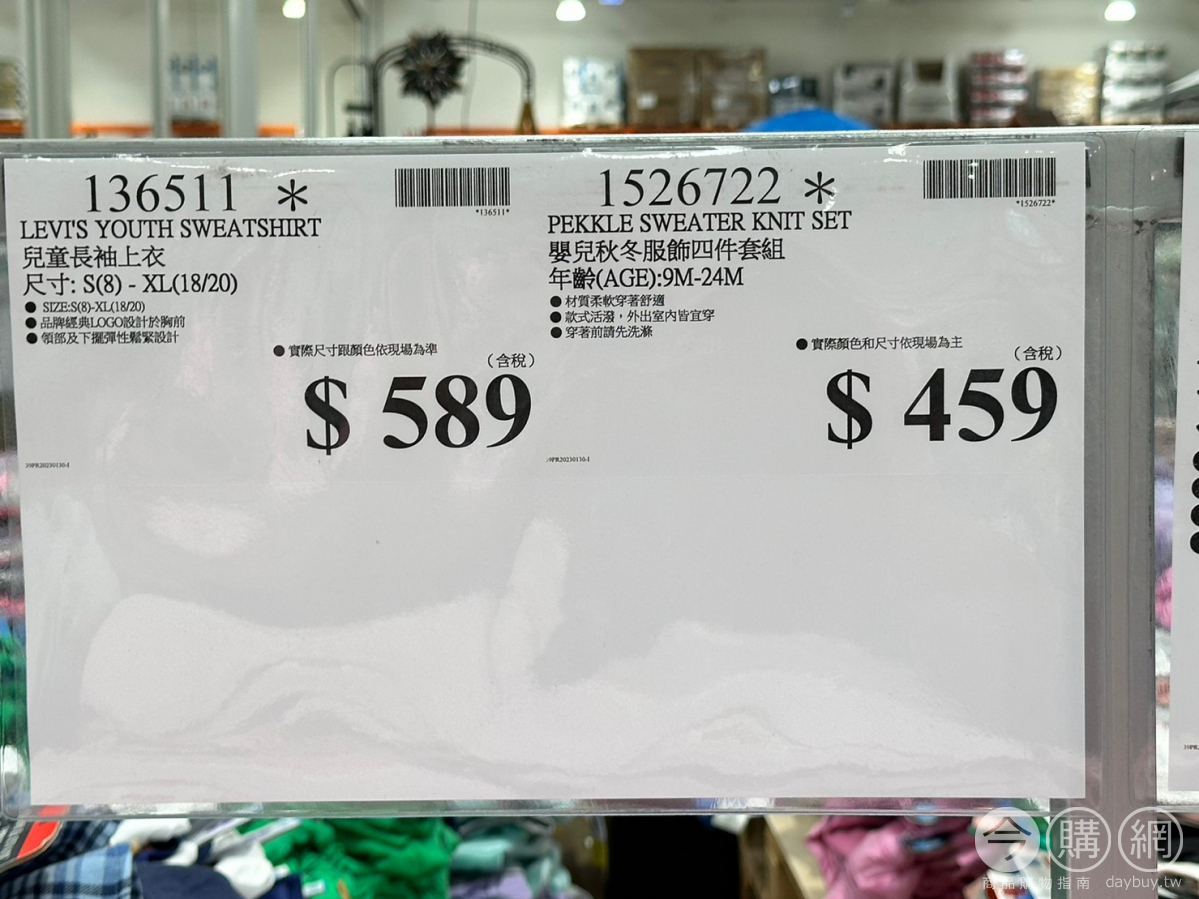 136511 *
*136511*
LEVI'S YOUTH SWEATSHIRT
兒童長袖上衣
尺寸: S(8) - XL(18/20)
● SIZE:S(8)-XL(18/20)
● 品牌經典LOGO設計於胸前
● 領部及下擺彈性鬆緊設計
● 實際尺寸跟顏色依現場為準
(含稅)
$ 589
39PR20230130-I
1526722 *
*1526722*
PEKKLE SWEATER KNIT SET
嬰兒秋冬服飾四件套組
年齡(AGE):9M-24M
● 材質柔軟穿著舒適
● 款式活潑，外出室內皆宜穿
● 穿著前請先洗滌
● 實際顏色和尺寸依現場為主
(含稅)
$ 459
39PR20230130-I
39PR
今購網
商品購物指南 daybuy.tw